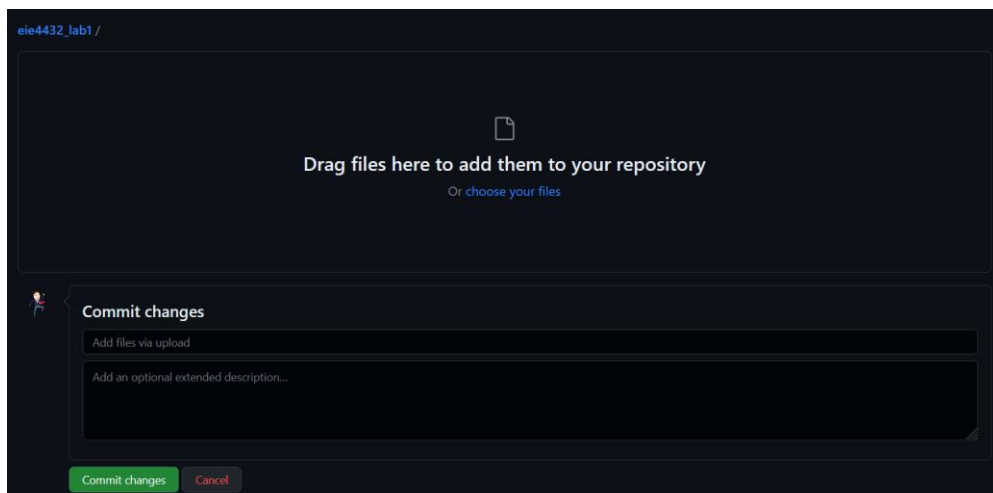 eie4432_lab1 /
Drag files here to add them to your repository
Or choose your files
Commit changes
Add files via upload
Add an optional extended description...
Commit changes Cancel